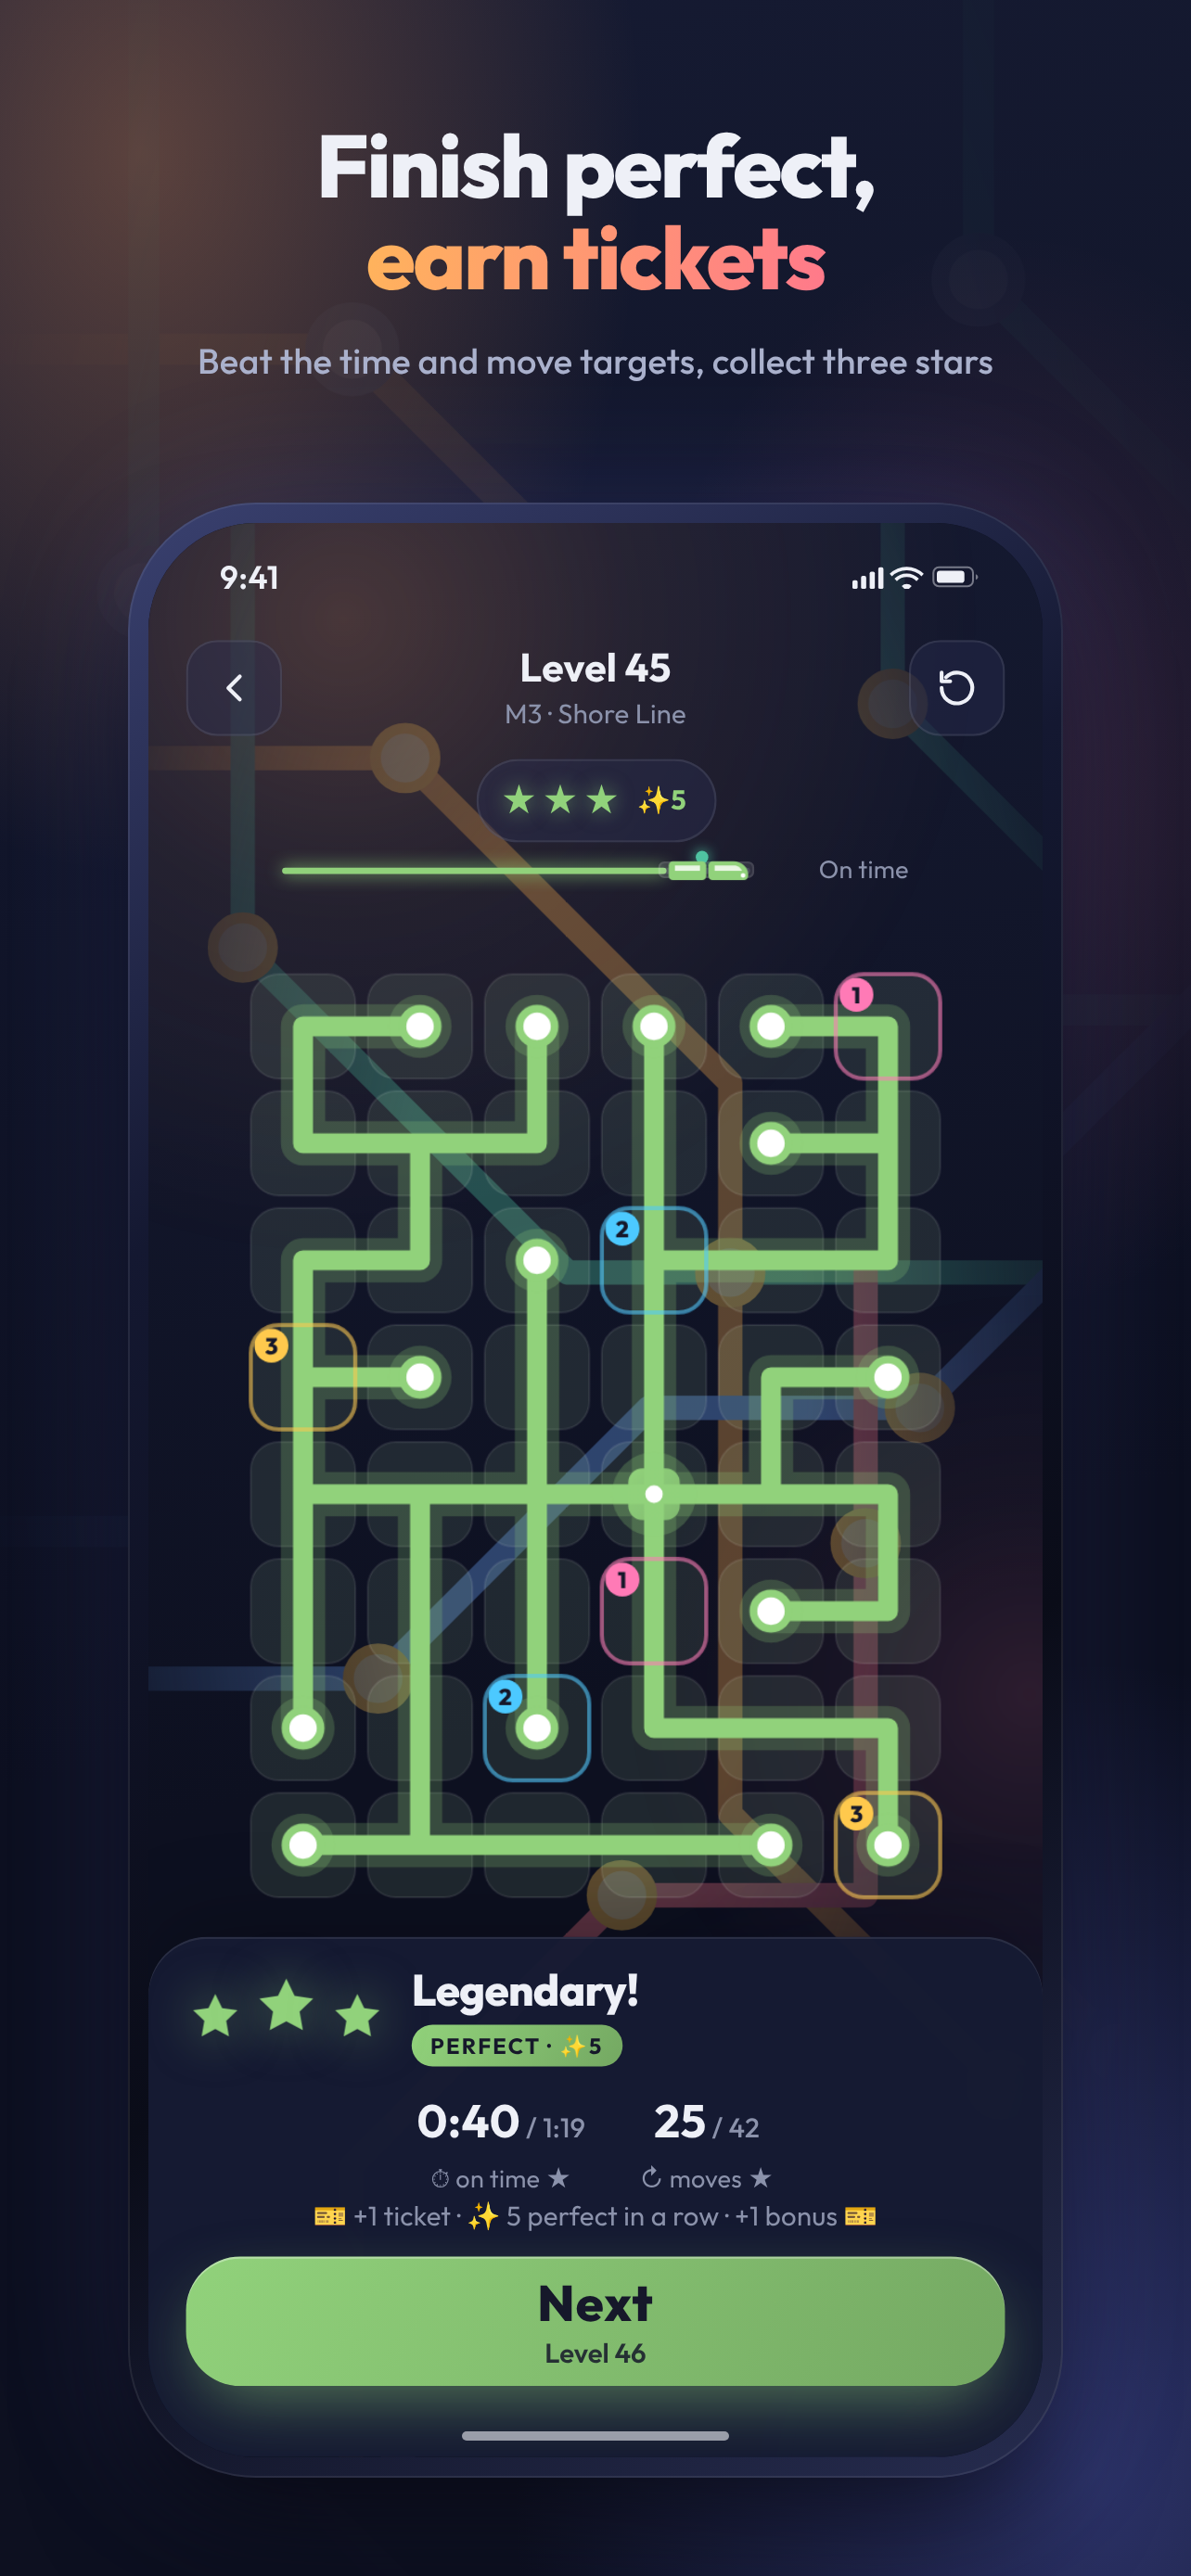 Finish perfect,
earn tickets
Beat the time and move targets, collect three stars
9:41
Level 45
M3 · Shore Line
★ ★ ★ ✨5
On time
1
2
3
1
2
3
Legendary!
PERFECT · ✨5
0:40 / 1:19 25 / 42
⏱ on time ★ ↻ moves ★
🎫 +1 ticket · ✨ 5 perfect in a row · +1 bonus 🎫
Next
Level 46